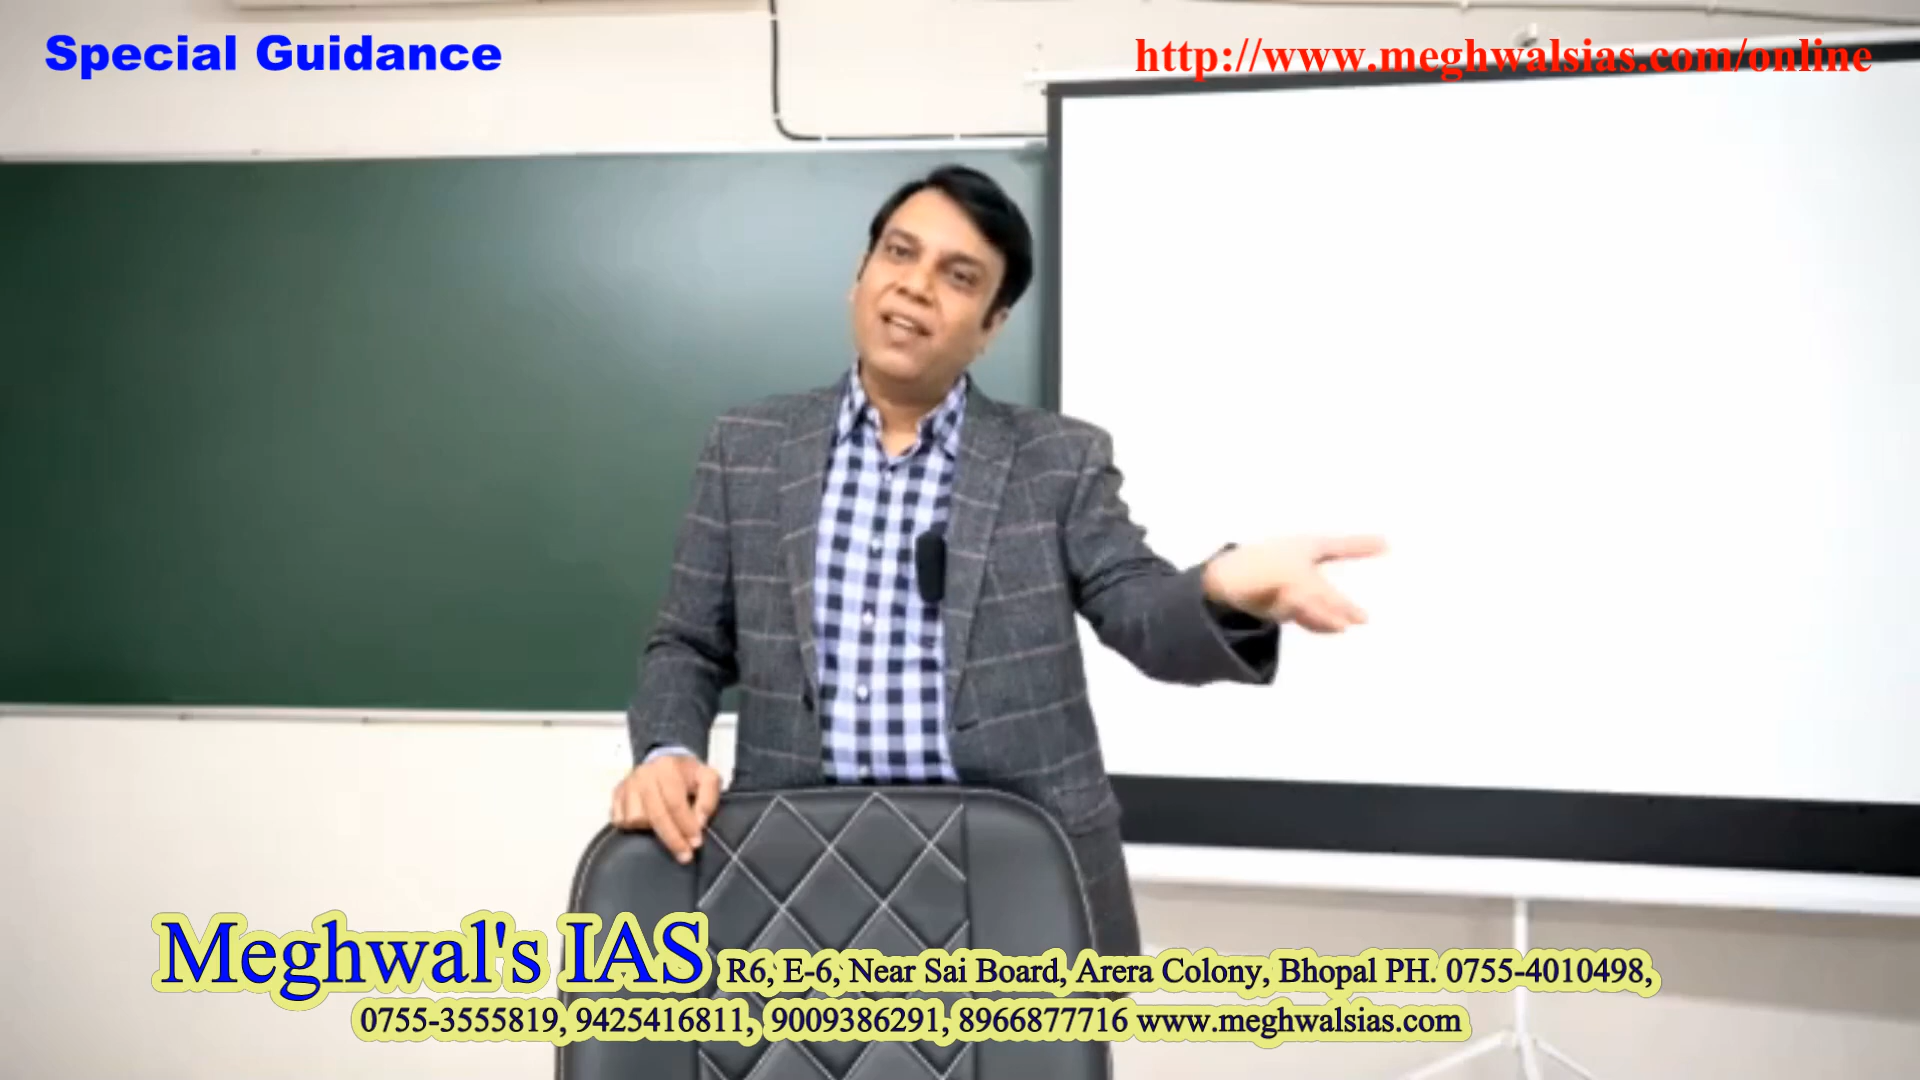 Special Guidance
http://www.meghwalsias.com/online
Meghwal's IAS R6, E-6, Near Sai Board, Arera Colony, Bhopal PH. 0755-4010498,
0755-3555819, 9425416811, 9009386291, 8966877716 www.meghwalsias.com